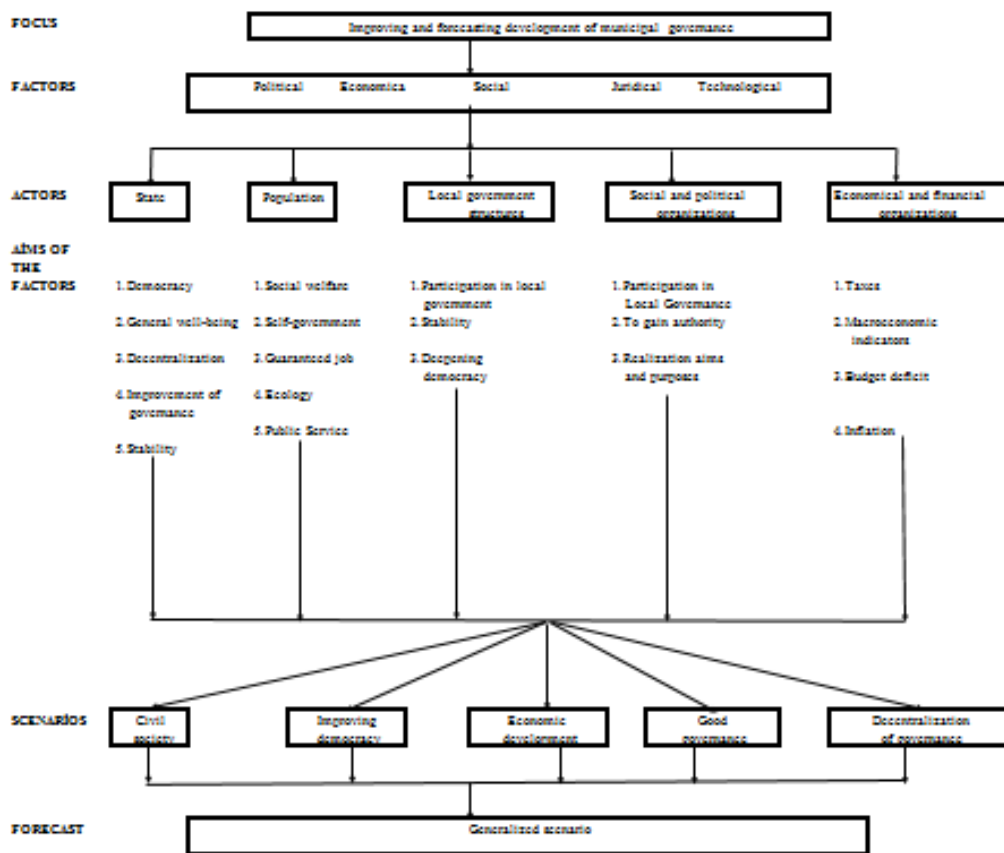 FOCUS
Improving and forecasting development of municipal governance
FACTORS
Political Economica Social Juridical Technological
ACTORS
State
Population
Local government
structures
Social and political
organizations
Economical and financial
organizations
AİMS OF
THE
FACTORS
1. Democracy
2. General well-being
3. Decentralization
4. Improvement of
governance
5. Stability
1. Social welfare
2. Self-government
3. Guaranteed job
4. Ecology
5. Public Service
1. Participation in local
government
2. Stability
3. Deepening
democracy
1. Participation in
Local Governance
2. To gain authority
3. Realization aims
and purposes
1. Taxes
2. Macroeconomic
indicators
3. Budget deficit
4. Inflation
SCENARİOS
Civil
society
Improving
democracy
Economic
development
Good
governance
Decentralization
of governance
FORECAST
Generalized scenario